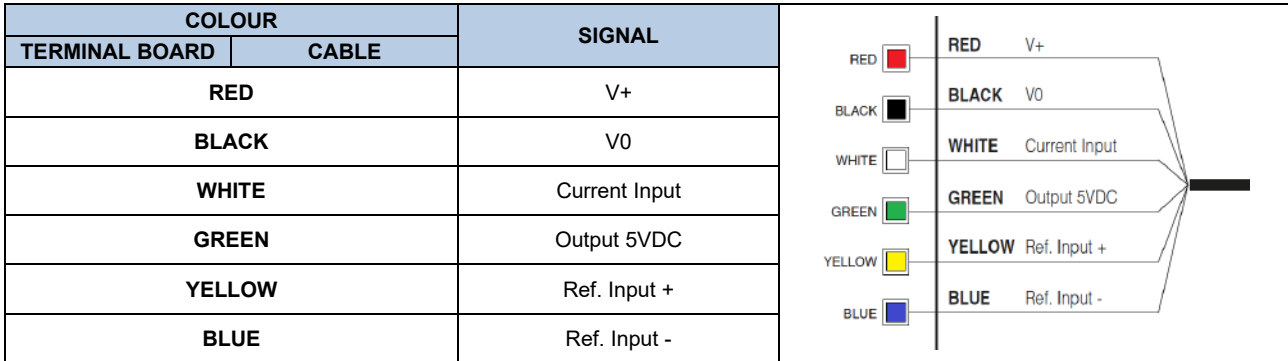 COLOUR
SIGNAL
TERMINAL BOARD CABLE
RED V+
BLACK V0
WHITE Current Input
GREEN Output 5VDC
YELLOW Ref. Input +
BLUE Ref. Input -
RED RED V+
BLACK BLACK V0
WHITE WHITE Current Input
GREEN GREEN Output 5VDC
YELLOW YELLOW Ref. Input +
BLUE BLUE Ref. Input -